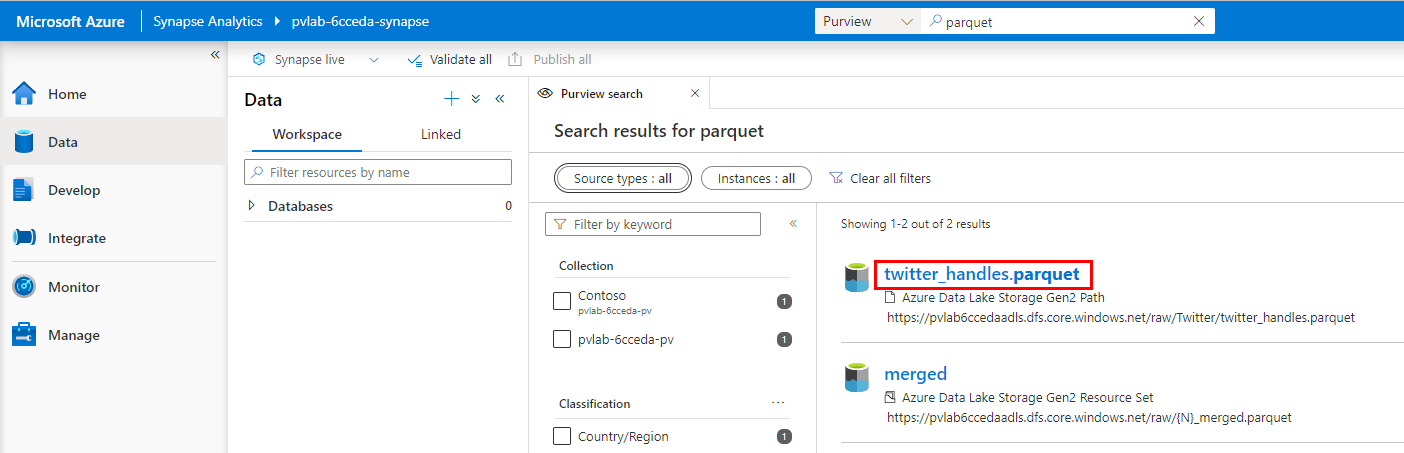 Microsoft Azure
Synapse Analytics
pvlab-6cceda-synapse
Purview
parquet
Synapse live
Validate all
Publish all
Home
Data
Develop
Integrate
Monitor
Manage
Data
Workspace
Linked
Filter resources by name
Databases
0
Purview search
Search results for parquet
Source types : all
Instances : all
Clear all filters
Filter by keyword
Collection
Contoso
1
pvlab-6cceda-pv
pvlab-6cceda-pv
1
Classification
Country/Region
1
Showing 1-2 out of 2 results
twitter_handles.parquet
Azure Data Lake Storage Gen2 Path
https://pvlab6ccedaadls.dfs.core.windows.net/raw/Twitter/twitter_handles.parquet
merged
Azure Data Lake Storage Gen2 Resource Set
https://pvlab6ccedaadls.dfs.core.windows.net/raw/{N}_merged.parquet